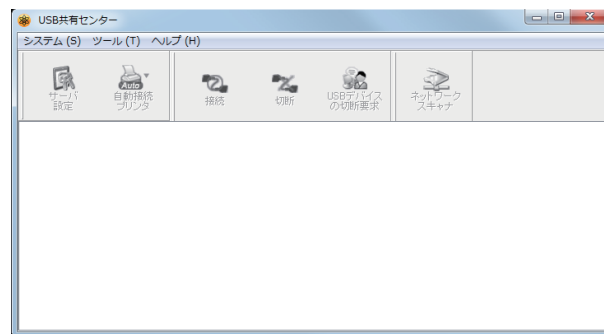 USB共有センター
システム (S) ツール (T) ヘルプ (H)
Auto
サーバ
設定
自動接続
プリンタ
接続
切断
USBデバイス
の切断要求
ネットワーク
スキャナ